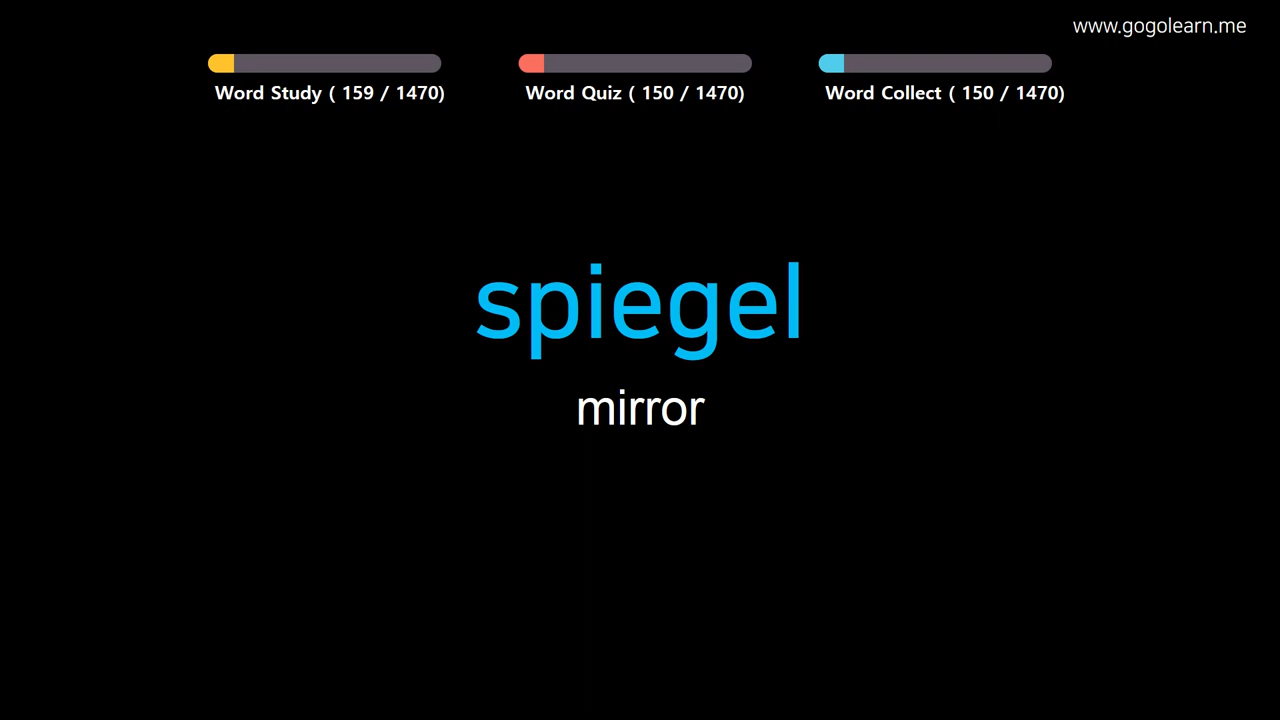 www.gogolearn.me
Word Study ( 159 / 1470)
Word Quiz ( 150 / 1470)
Word Collect ( 150 / 1470)
spiegel
mirror